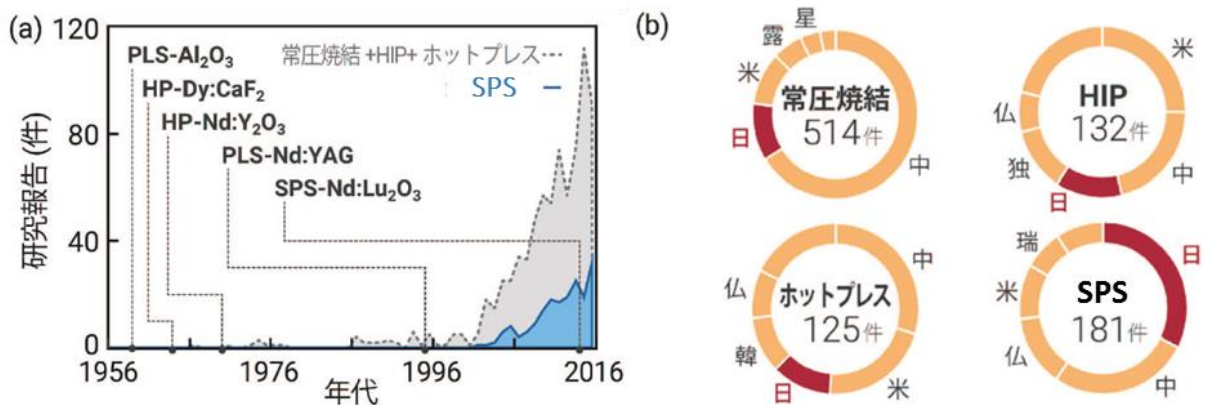 (a)
120
80
40
0
研究報告 (件)
PLS-Al₂O₃
HP-Dy:CaF₂
HP-Nd:Y₂O₃
PLS-Nd:YAG
SPS-Nd:Lu₂O₃
常圧焼結 +HIP+ ホットプレス
SPS
1956 1976 1996 2016
年代
(b)
常圧焼結
514件
星
露
米
日
中
HIP
132件
米
仏
独
日
中
ホットプレス
125件
中
仏
韓
日
米
SPS
181件
瑞
日
米
仏
中